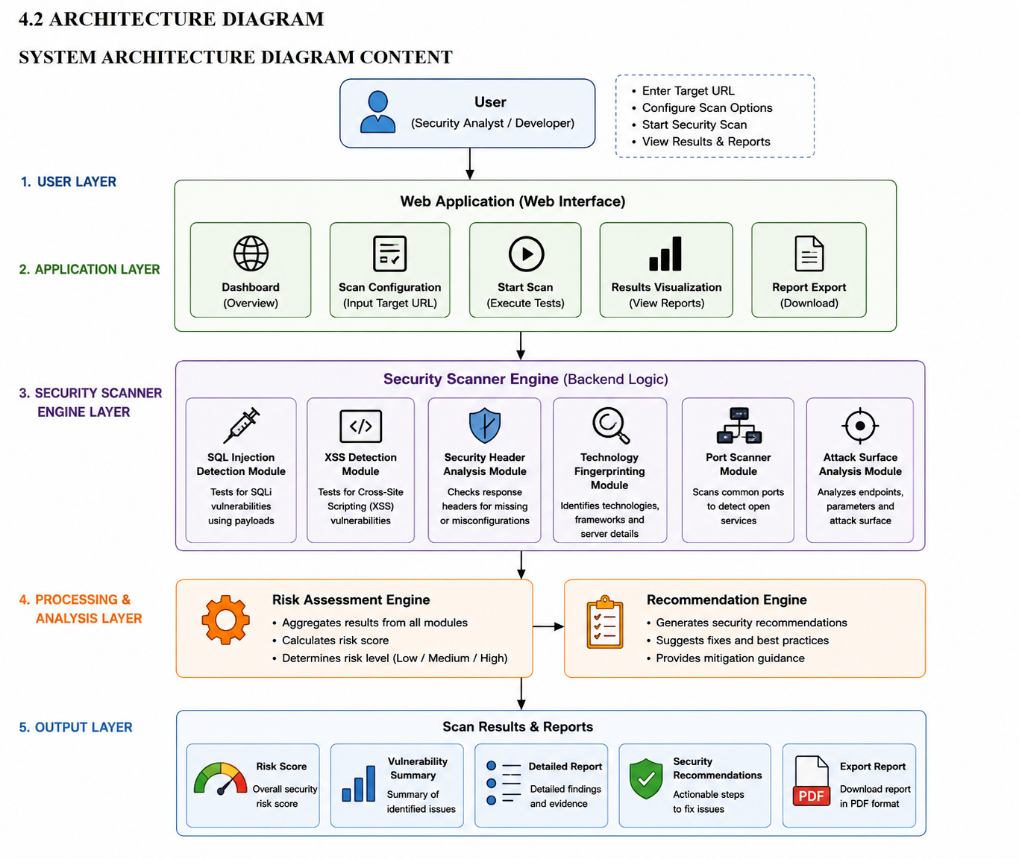 4.2 ARCHITECTURE DIAGRAM
SYSTEM ARCHITECTURE DIAGRAM CONTENT
User
(Security Analyst / Developer)
• Enter Target URL
• Configure Scan Options
• Start Security Scan
• View Results & Reports
1. USER LAYER
Web Application (Web Interface)
2. APPLICATION LAYER
Dashboard
(Overview)
Scan Configuration
(Input Target URL)
Start Scan
(Execute Tests)
Results Visualization
(View Reports)
Report Export
(Download)
3. SECURITY SCANNER
ENGINE LAYER
Security Scanner Engine (Backend Logic)
SQL Injection
Detection Module
Tests for SQLi
vulnerabilities
using payloads
</>
XSS Detection
Module
Tests for Cross-Site
Scripting (XSS)
vulnerabilities
Security Header
Analysis Module
Checks response
headers for missing
or misconfigurations
Technology
Fingerprinting
Module
Identifies technologies,
frameworks and
server details
Port Scanner
Module
Scans common ports
to detect open
services
Attack Surface
Analysis Module
Analyzes endpoints,
parameters and
attack surface
4. PROCESSING &
ANALYSIS LAYER
Risk Assessment Engine
• Aggregates results from all modules
• Calculates risk score
• Determines risk level (Low / Medium / High)
Recommendation Engine
• Generates security recommendations
• Suggests fixes and best practices
• Provides mitigation guidance
5. OUTPUT LAYER
Scan Results & Reports
Risk Score
Overall security
risk score
Vulnerability
Summary
Summary of
identified issues
Detailed Report
Detailed findings
and evidence
Security
Recommendations
Actionable steps
to fix issues
PDF
Export Report
Download report
in PDF format